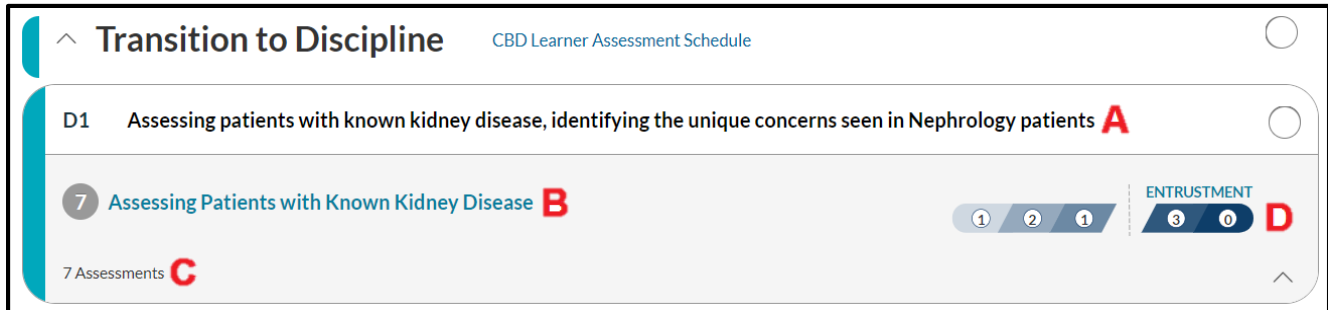 Transition to Discipline CBD Learner Assessment Schedule
D1 Assessing patients with known kidney disease, identifying the unique concerns seen in Nephrology patients A
ENTRUSTMENT
7 Assessing Patients with Known Kidney Disease B 1 2 1 3 0 D
7 Assessments C